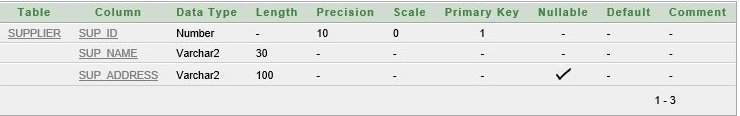 Table Column Data Type Length Precision Scale Primary Key Nullable Default Comment
SUPPLIER SUP_ID Number - 10 0 1 - - -
SUP_NAME Varchar2 30 - - - - - -
SUP_ADDRESS Varchar2 100 - - - ✓ - -
1 - 3